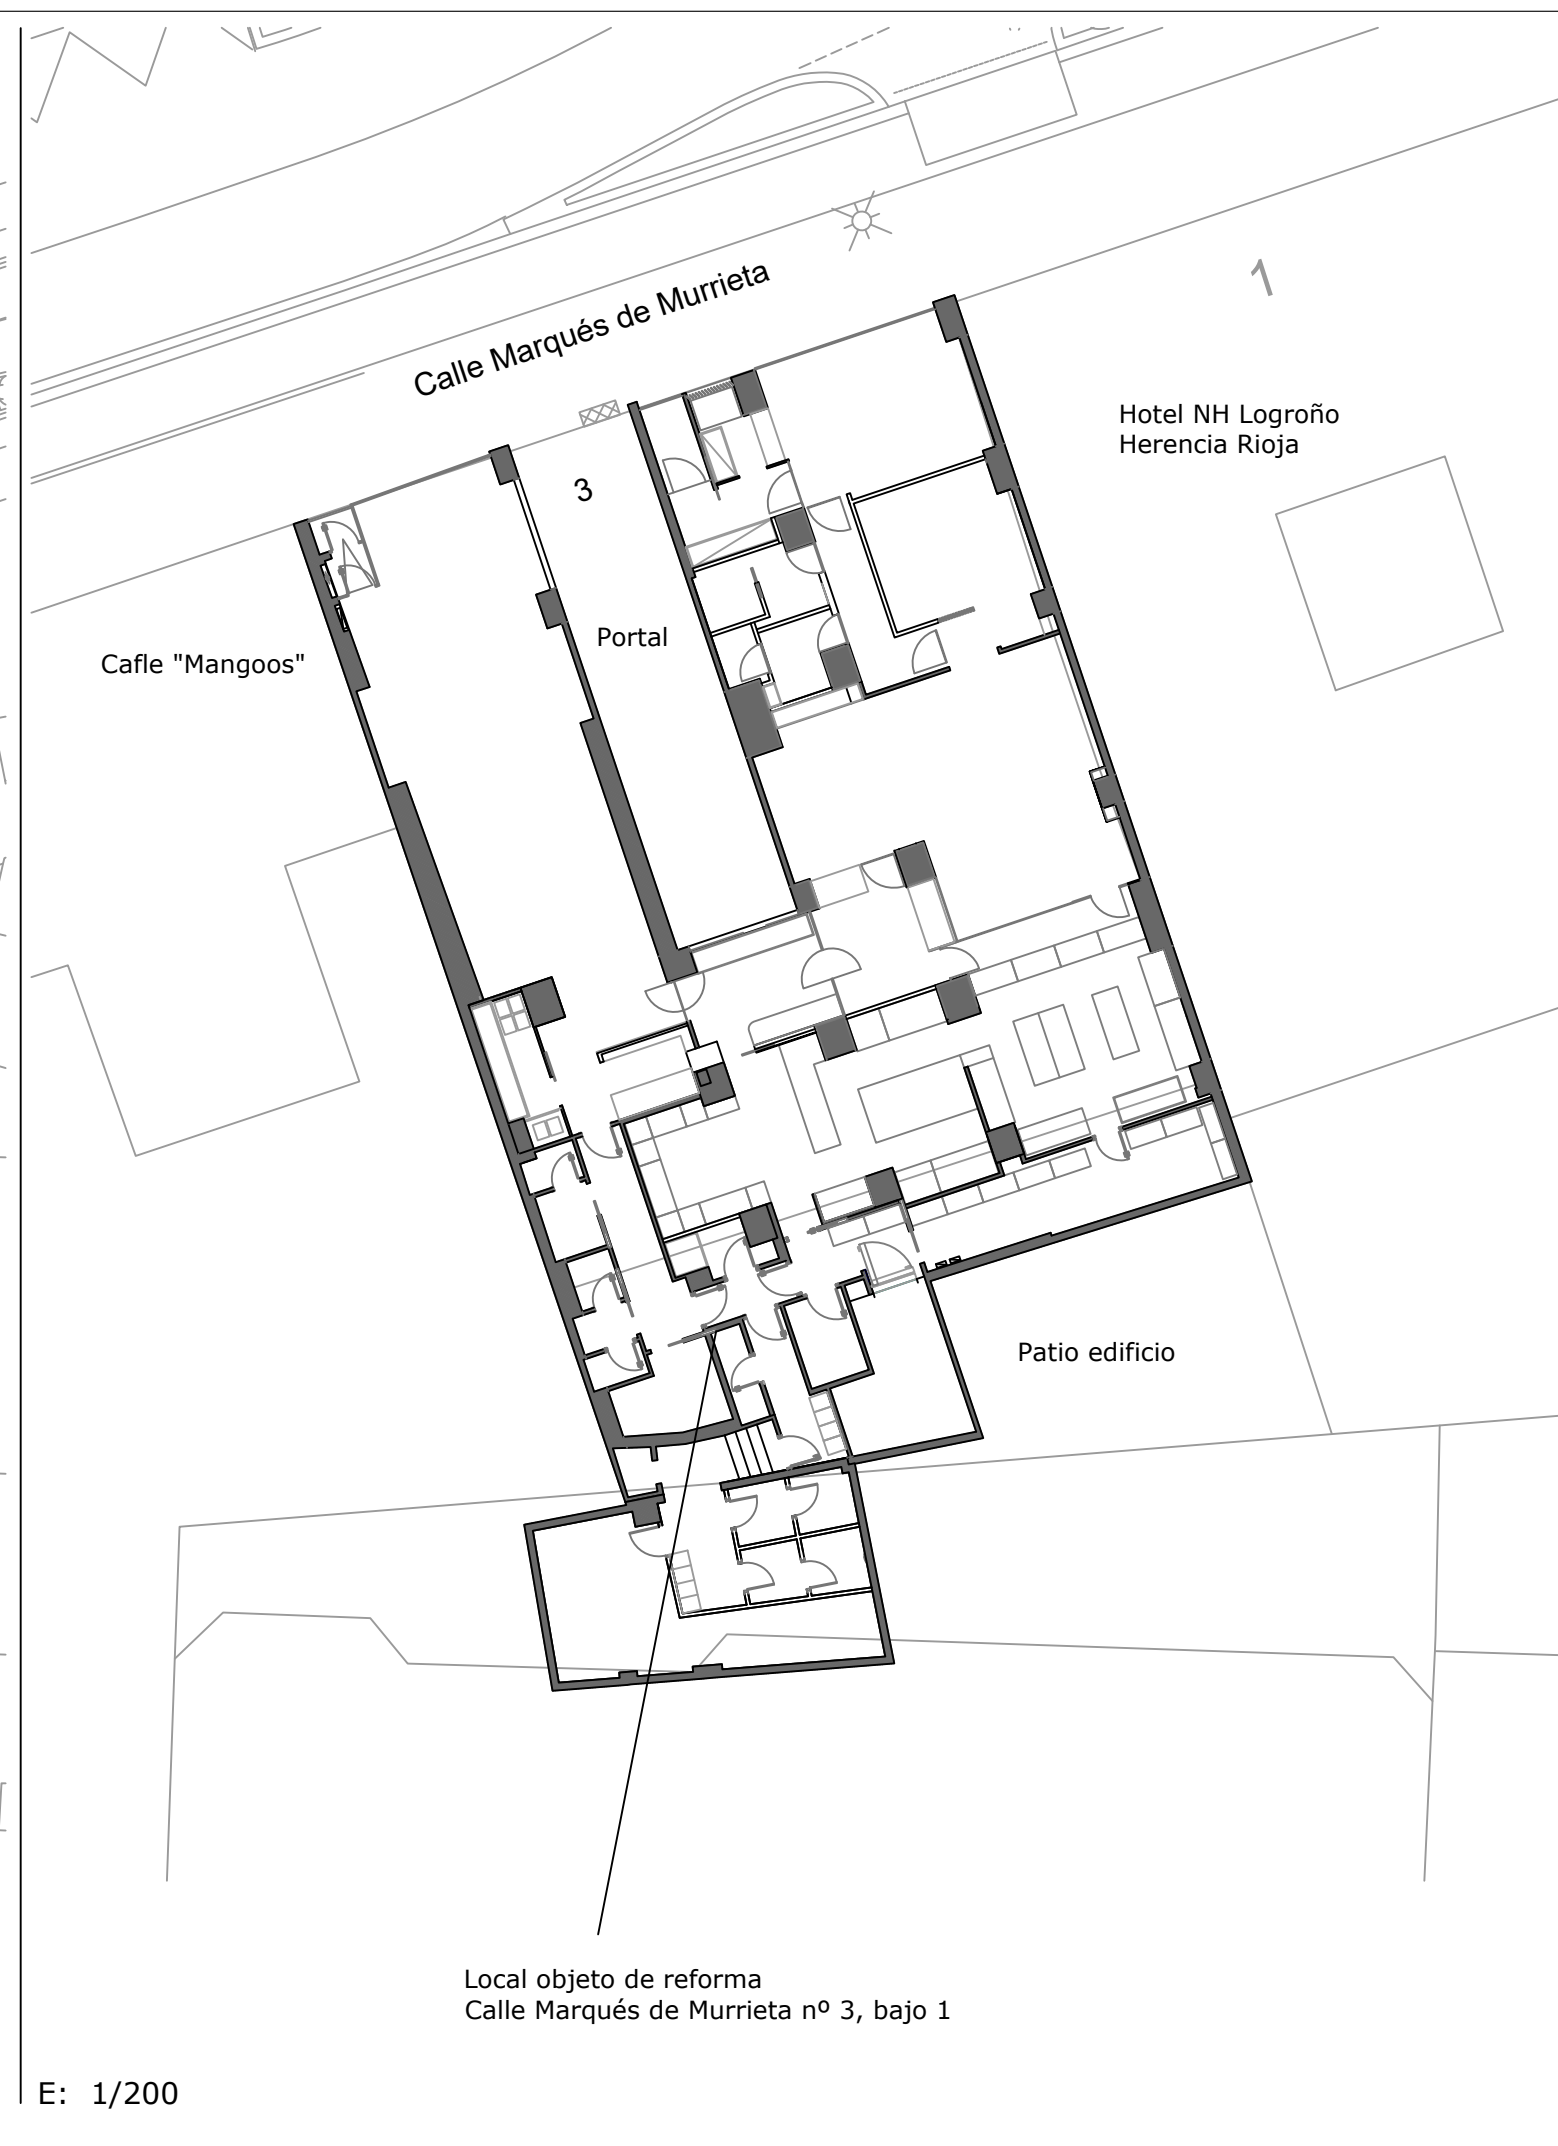 Calle Marqués de Murrieta
1
Hotel NH Logroño
Herencia Rioja
3
Portal
Cafle "Mangoos"
Patio edificio
Local objeto de reforma
Calle Marqués de Murrieta nº 3, bajo 1
E: 1/200